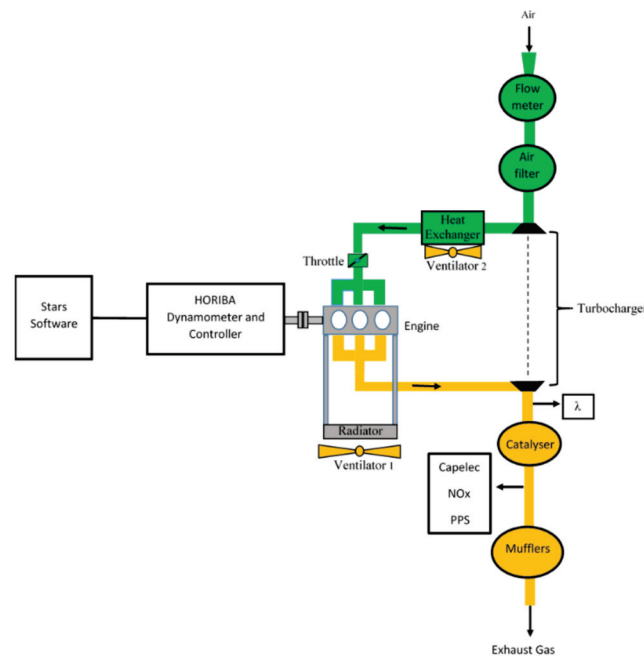 Air
Flow
meter
Air
filter
Heat
Exchanger
Ventilator 2
Throttle
Turbocharger
Stars
Software
HORIBA
Dynamometer and
Controller
Engine
λ
Radiator
Ventilator 1
Catalyser
Capelec
NOx
PPS
Mufflers
Exhaust Gas